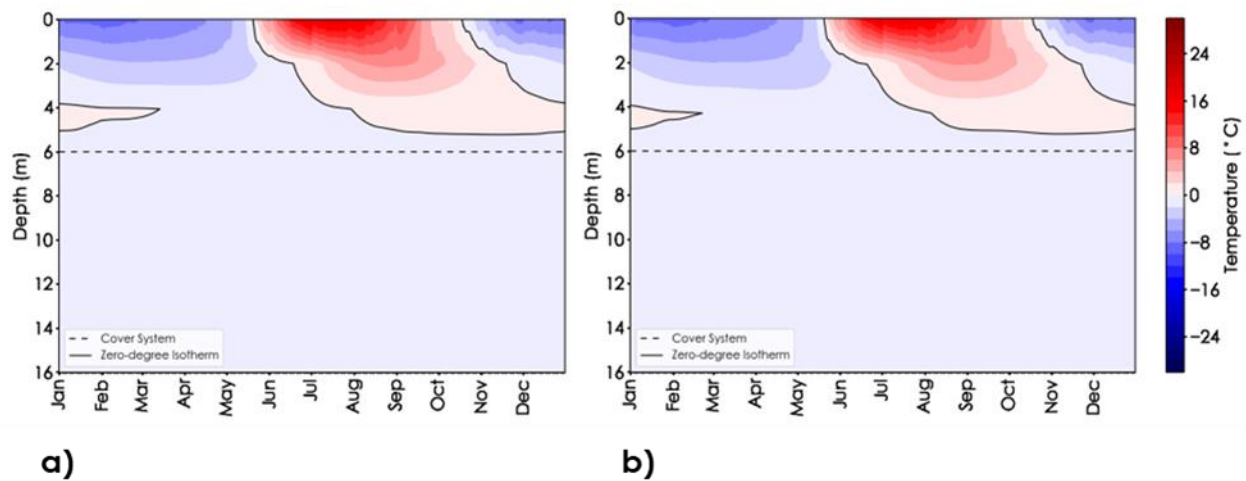 Depth (m)
0
2
4
6
8
10
12
14
16
Cover System
Zero-degree Isotherm
Jan
Feb
Mar
Apr
May
Jun
Jul
Aug
Sep
Oct
Nov
Dec
a)
Depth (m)
0
2
4
6
8
10
12
14
16
Cover System
Zero-degree Isotherm
Jan
Feb
Mar
Apr
May
Jun
Jul
Aug
Sep
Oct
Nov
Dec
b)
24
16
8
0
−8
−16
−24
Temperature (°C)